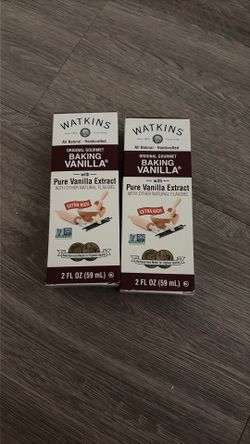 WATKINS
All Natural · Handcrafted
ORIGINAL GOURMET
BAKING
VANILLA®
with
Pure Vanilla Extract
WITH OTHER NATURAL FLAVORS
EXTRA RICH
2 FL OZ (59 mL)
WATKINS
All Natural · Handcrafted
ORIGINAL GOURMET
BAKING
VANILLA®
with
Pure Vanilla Extract
WITH OTHER NATURAL FLAVORS
EXTRA RICH
2 FL OZ (59 mL)